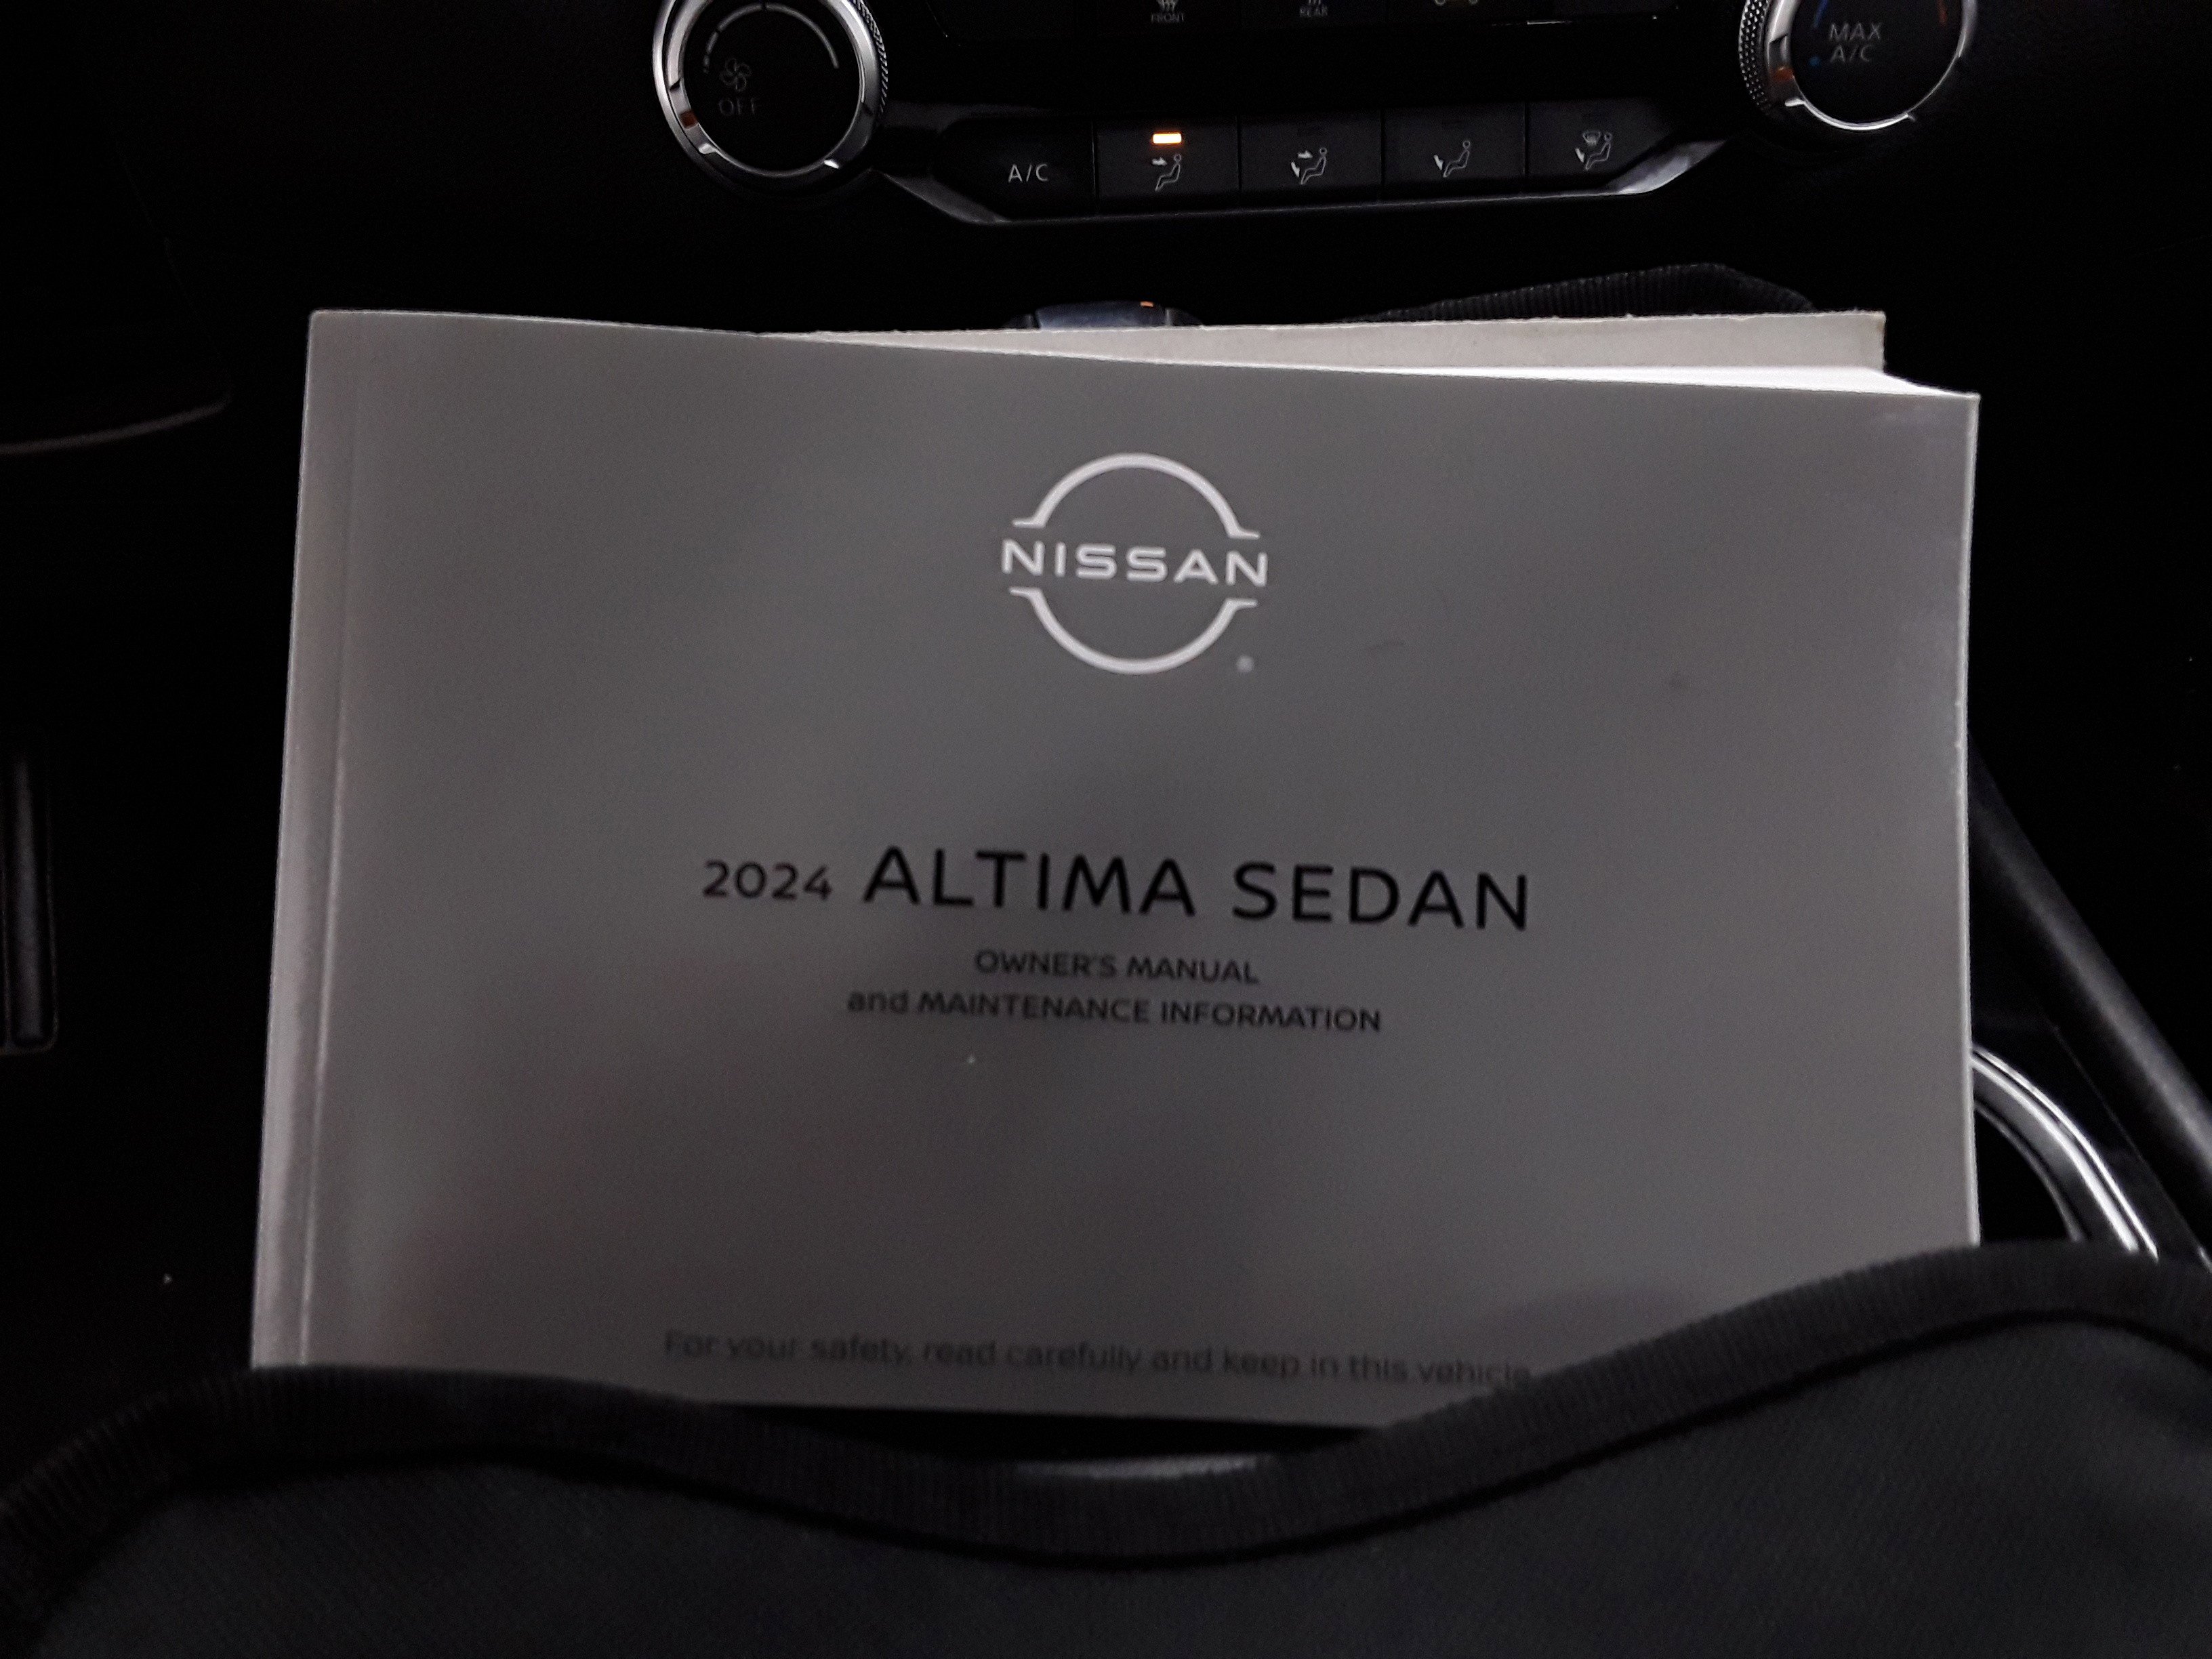 FRONT
REAR
MAX
A/C
OFF
A/C
NISSAN
2024 ALTIMA SEDAN
OWNER'S MANUAL
and MAINTENANCE INFORMATION
For your safety, read carefully and keep in this vehicle